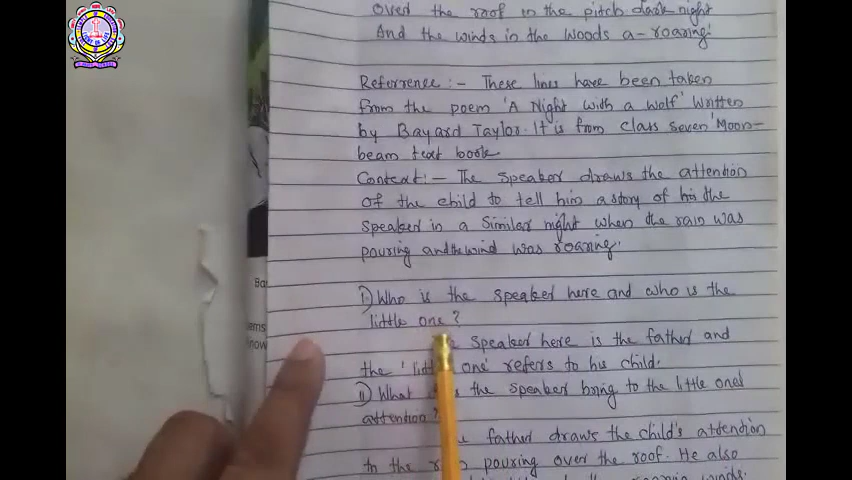 over the roof in the pitch dark night
And the winds in the woods a-roaring.
Referrence :- These lines have been taken
from the poem 'A Night with a Wolf' Written
by Bayard Taylor. It is from class seven 'Moon-
beam text book
Context:- The speaker draws the attention
of the child to tell him a story of his the
speaker in a similar night when the rain was
pouring and the wind was roaring.
i) Who is the speaker here and who is the
little one?
speaker here is the father and
the 'little one' refers to his child.
ii) What the speaker bring to the little one's
attention?
father draws the child's attention
to the pouring over the roof. He also